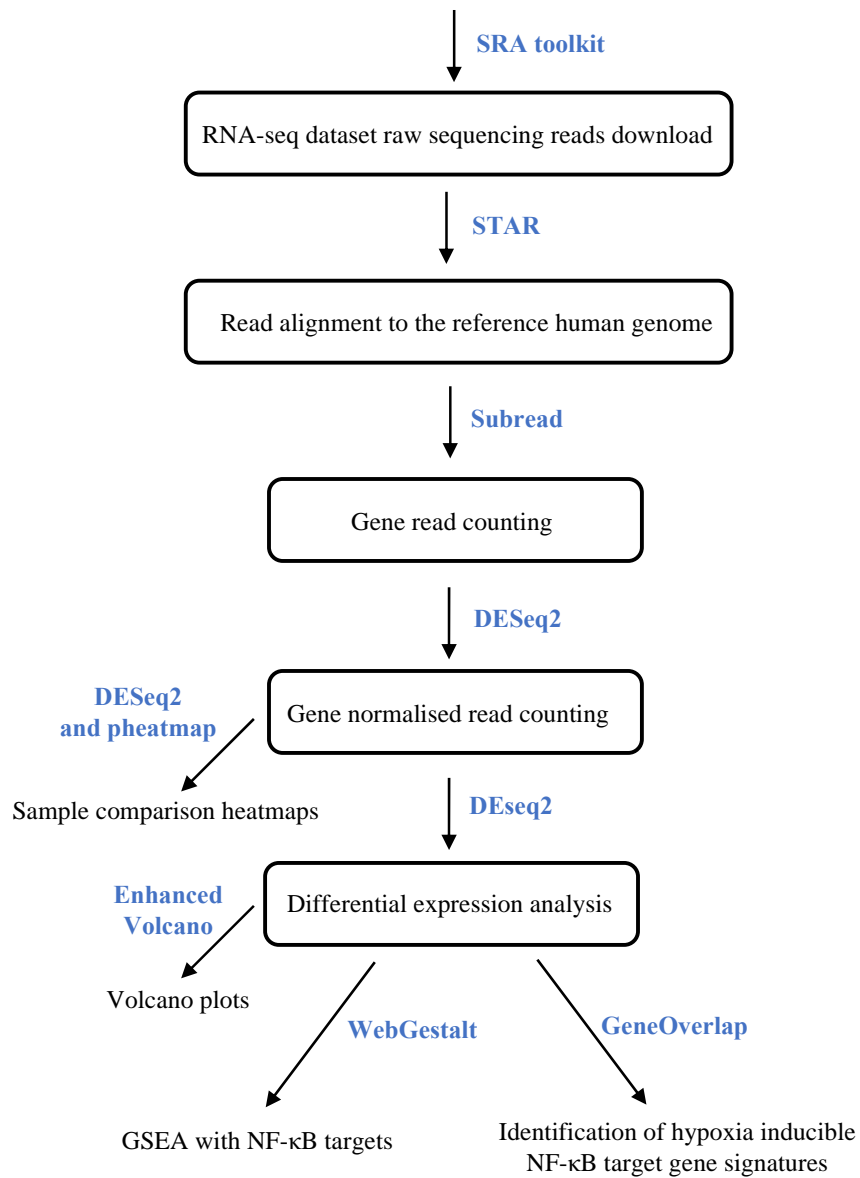 SRA toolkit
RNA-seq dataset raw sequencing reads download
STAR
Read alignment to the reference human genome
Subread
Gene read counting
DESeq2
DESeq2
and pheatmap
Gene normalised read counting
Sample comparison heatmaps
DEseq2
Enhanced
Volcano
Differential expression analysis
Volcano plots
WebGestalt
GeneOverlap
GSEA with NF-κB targets
Identification of hypoxia inducible
NF-κB target gene signatures